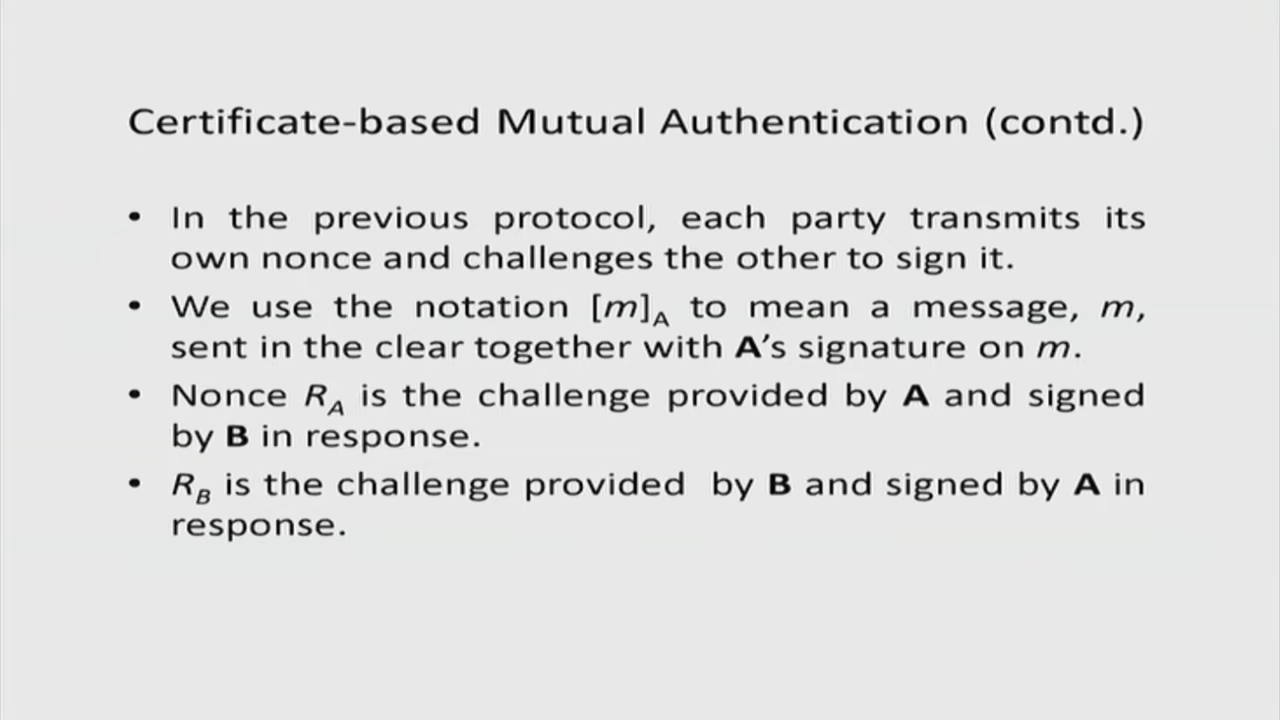 Certificate-based Mutual Authentication (contd.)
• In the previous protocol, each party transmits its
own nonce and challenges the other to sign it.
• We use the notation [m]A to mean a message, m,
sent in the clear together with A's signature on m.
• Nonce RA is the challenge provided by A and signed
by B in response.
• RB is the challenge provided by B and signed by A in
response.